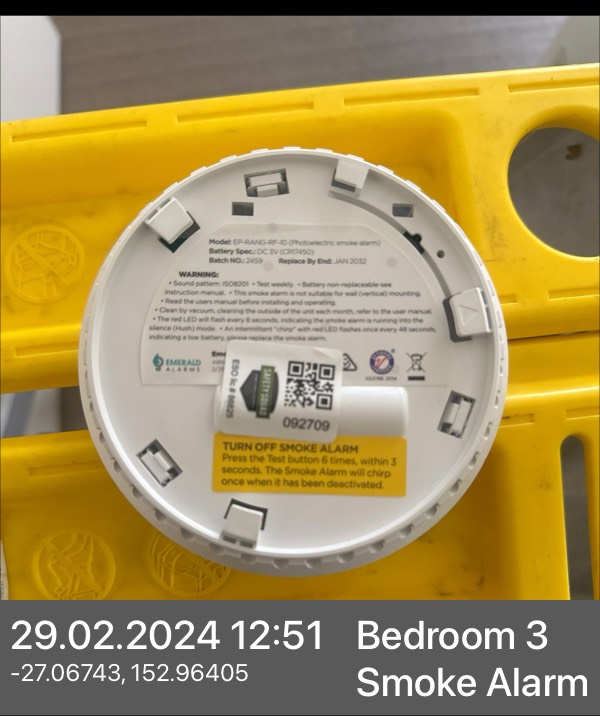 Model: EP-RANG-RF-10 (Photoelectric smoke alarm)
Battery Spec.: DC 3V (CR17450)
Batch NO.: 2459 Replace By End: JAN 2032
WARNING:
• Sound pattern: ISO8201 • Test weekly. • Battery non-replaceable-see
instruction manual. • This smoke alarm is not suitable for wall (vertical) mounting.
• Read the users manual before installing and operating.
• Clean by vacuum, cleaning the outside of the unit each month, refer to user manual.
• The red LED will flash every 8 seconds, indicating the smoke alarm is running into the
silence (Hush) mode. • An intermittent "chirp" with red LED flashes once every 48 seconds,
indicating a low battery, please replace the smoke alarm.
EMERALD
ALARMS
ESO lic # 86625
SAFETY SQUAD
092709
TURN OFF SMOKE ALARM
Press the Test button 6 times, within 3
seconds. The Smoke Alarm will chirp
once when it has been deactivated.
29.02.2024 12:51
-27.06743, 152.96405
Bedroom 3
Smoke Alarm